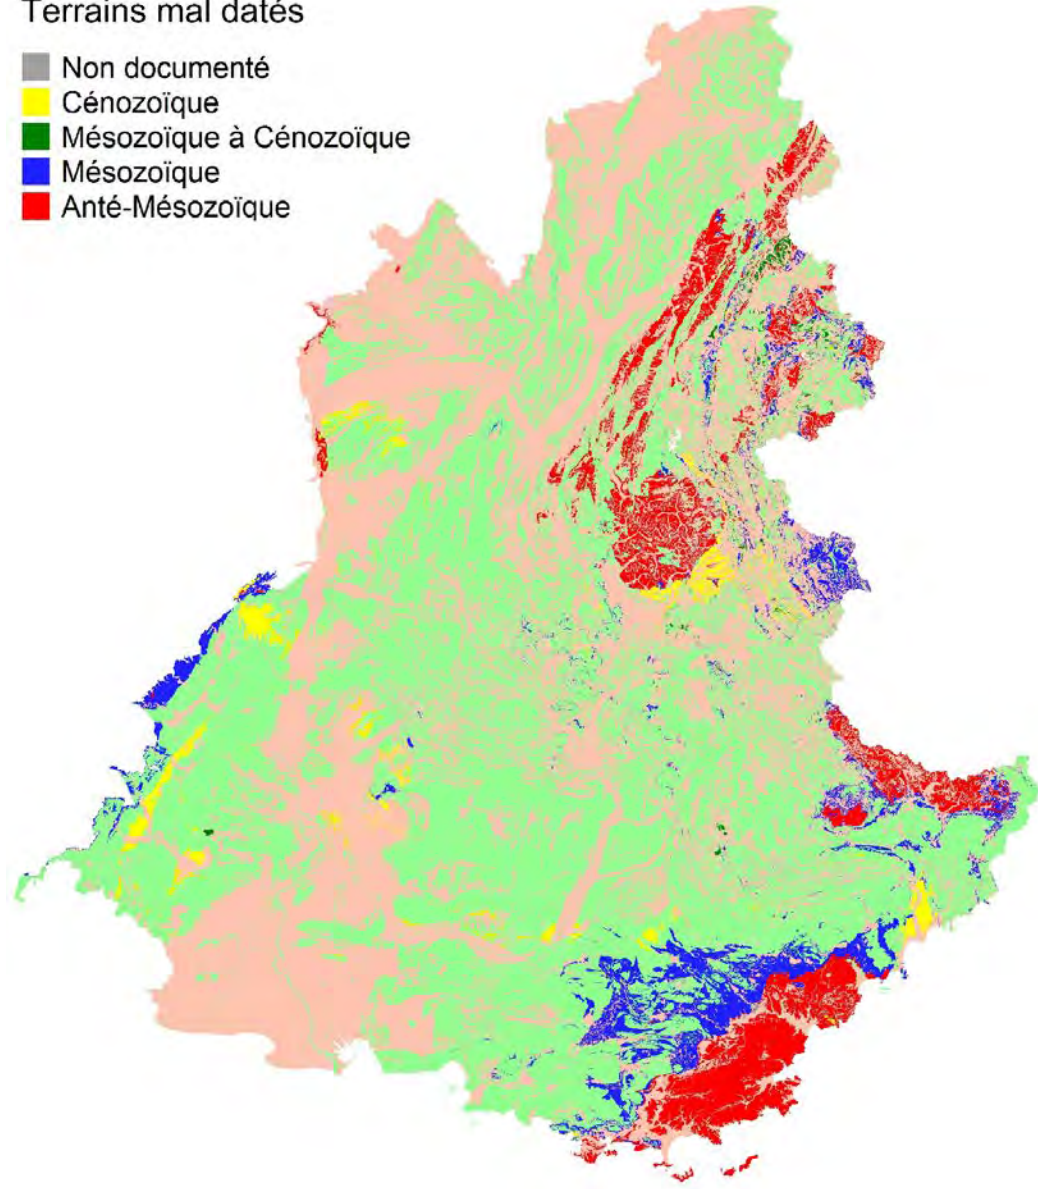 Terrains mal datés
Non documenté
Cénozoïque
Mésozoïque à Cénozoïque
Mésozoïque
Anté-Mésozoïque